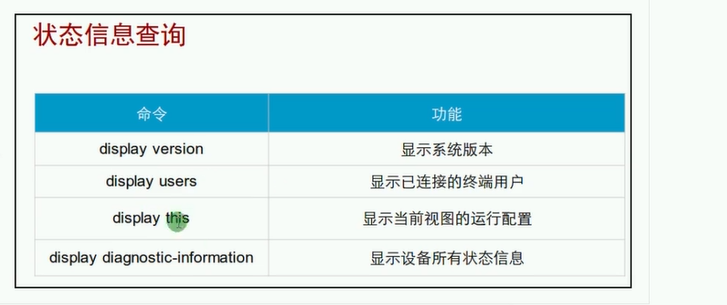 状态信息查询
命令 功能
display version 显示系统版本
display users 显示已连接的终端用户
display this 显示当前视图的运行配置
display diagnostic-information 显示设备所有状态信息